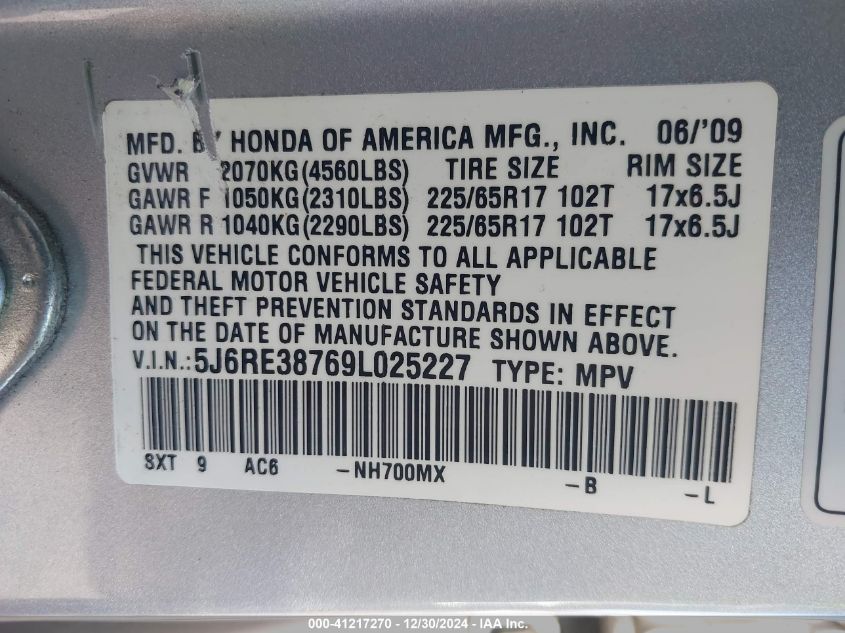 MFD. BY HONDA OF AMERICA MFG., INC. 06/'09
GVWR 2070KG(4560LBS) TIRE SIZE RIM SIZE
GAWR F 1050KG(2310LBS) 225/65R17 102T 17x6.5J
GAWR R 1040KG(2290LBS) 225/65R17 102T 17x6.5J
THIS VEHICLE CONFORMS TO ALL APPLICABLE
FEDERAL MOTOR VEHICLE SAFETY
AND THEFT PREVENTION STANDARDS IN EFFECT
ON THE DATE OF MANUFACTURE SHOWN ABOVE.
V.I.N.: 5J6RE38769L025227 TYPE: MPV
SXT 9 AC6 -NH700MX -B -L
000-41217270 - 12/30/2024 - IAA Inc.